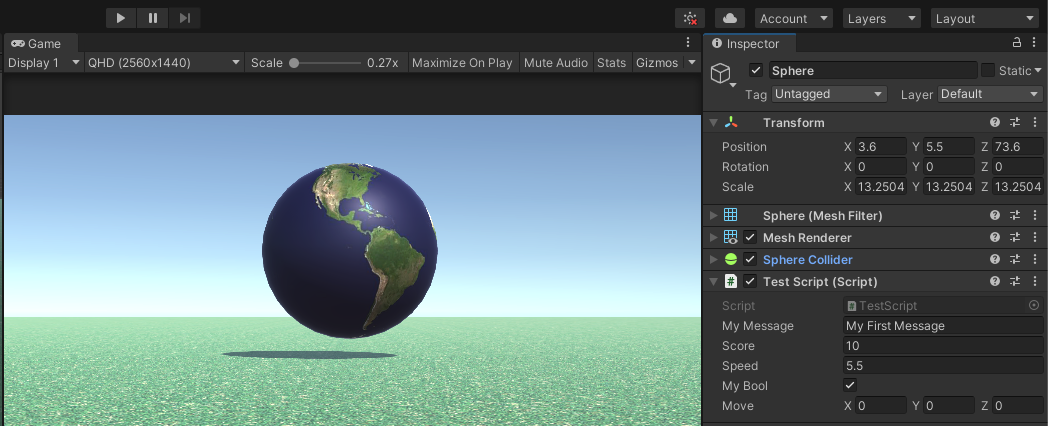 Account
Layers
Layout
Game
Inspector
Display 1
QHD (2560x1440)
Scale
0.27x
Maximize On Play
Mute Audio
Stats
Gizmos
Sphere
Static
Tag
Untagged
Layer
Default
Transform
Position X 3.6 Y 5.5 Z 73.6
Rotation X 0 Y 0 Z 0
Scale X 13.2504 Y 13.2504 Z 13.2504
Sphere (Mesh Filter)
Mesh Renderer
Sphere Collider
# Test Script (Script)
Script # TestScript
My Message My First Message
Score 10
Speed 5.5
My Bool
Move X 0 Y 0 Z 0